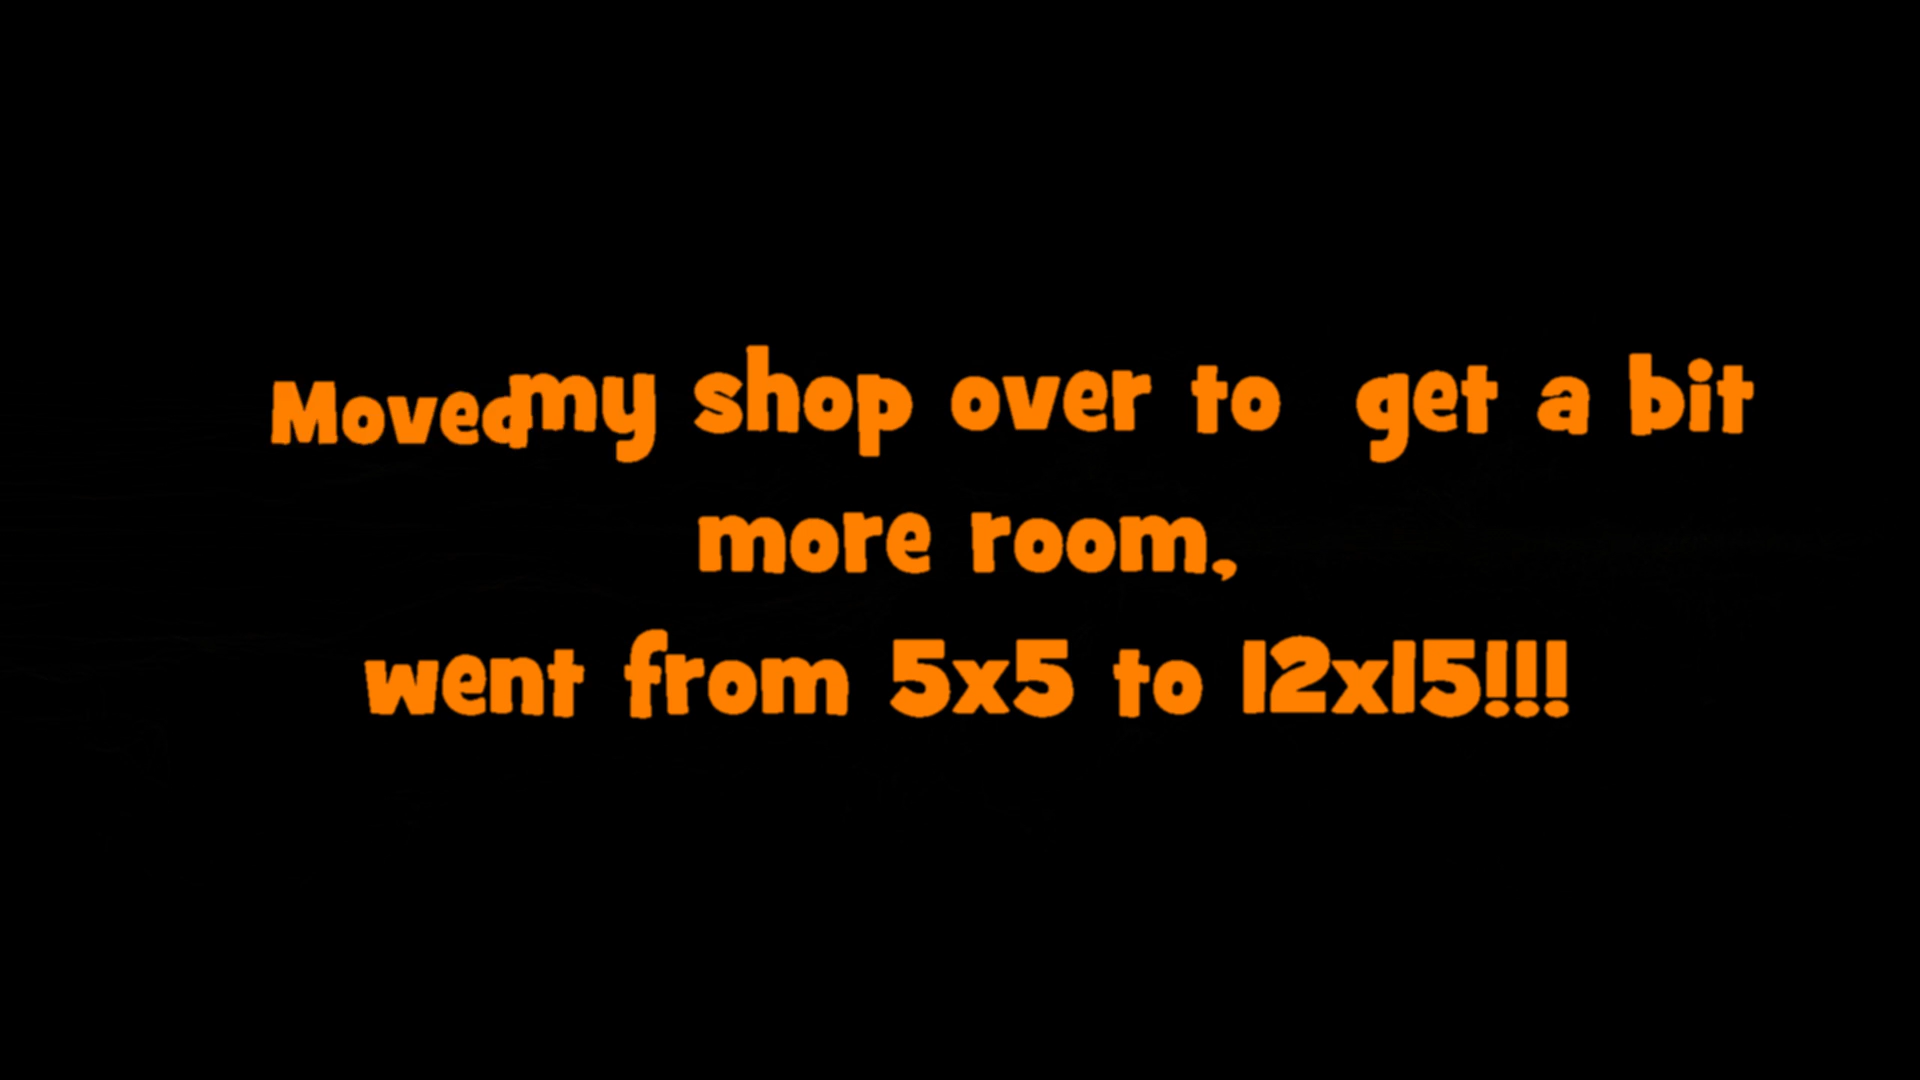 Moved my shop over to get a bit
more room,
went from 5x5 to 12x15!!!